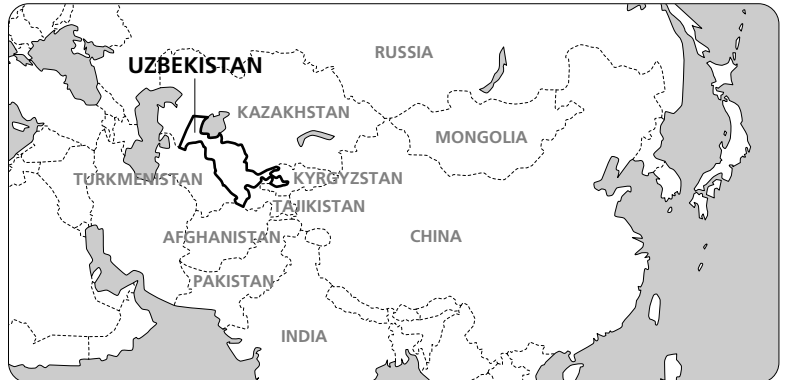 RUSSIA
UZBEKISTAN
KAZAKHSTAN
MONGOLIA
TURKMENISTAN
KYRGYZSTAN
TAJIKISTAN
AFGHANISTAN
CHINA
PAKISTAN
INDIA